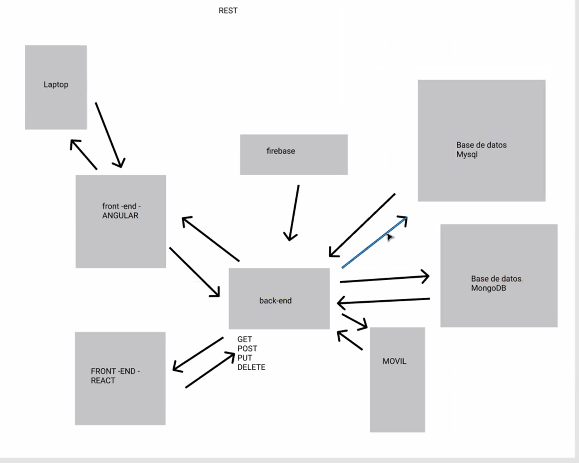 REST
Laptop
firebase
Base de datos
Mysql
front -end -
ANGULAR
back-end
Base de datos
MongoDB
GET
POST
PUT
DELETE
FRONT -END -
REACT
MOVIL